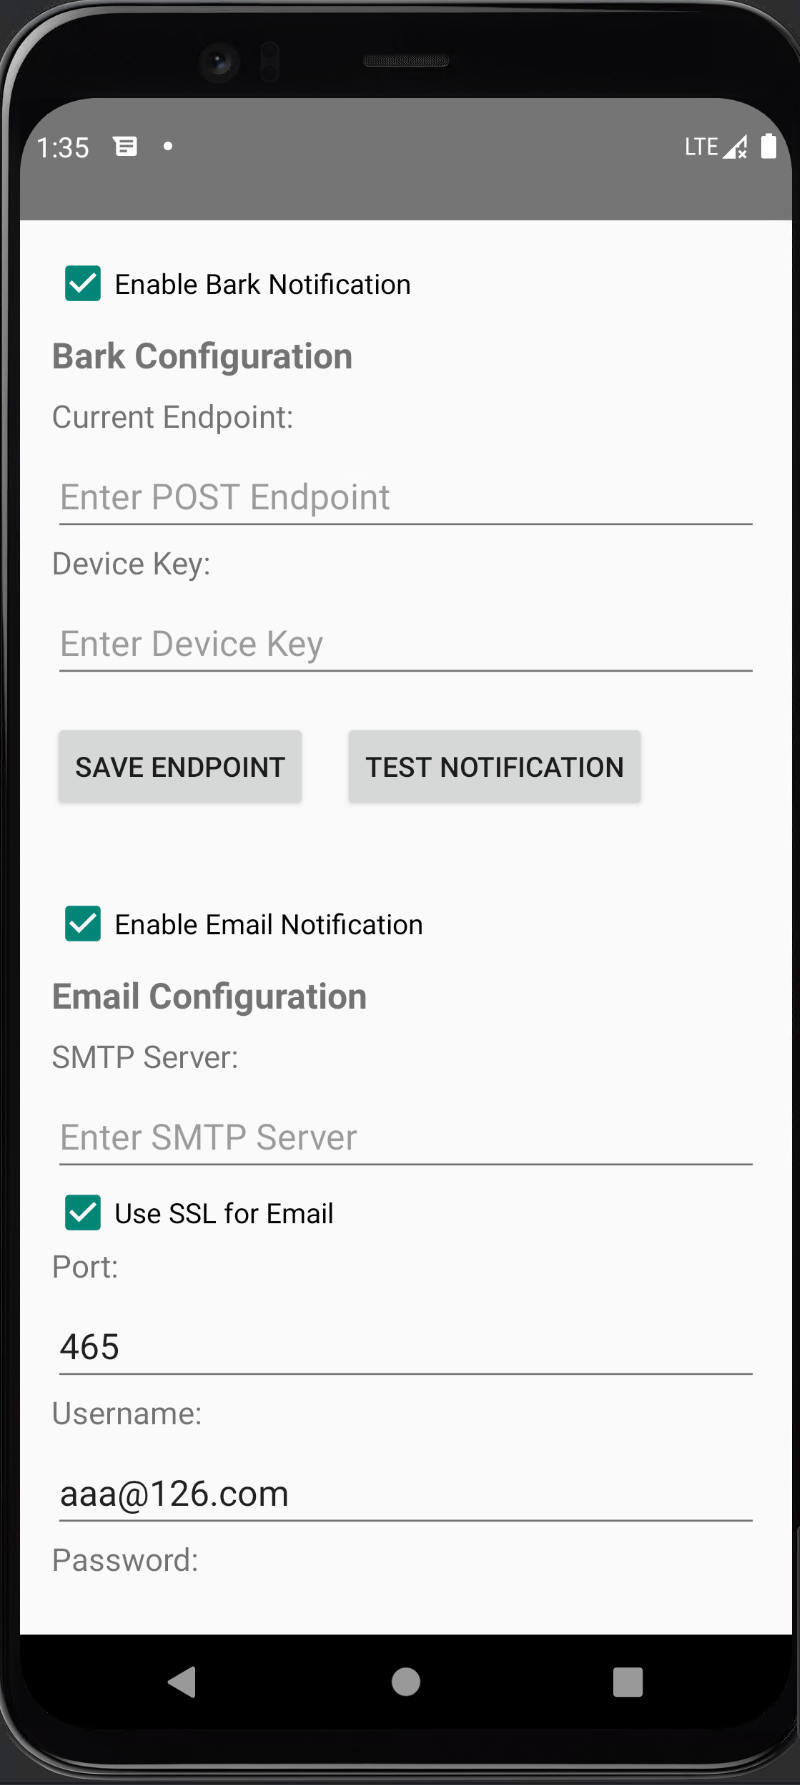 1:35 LTE
Enable Bark Notification
Bark Configuration
Current Endpoint:
Enter POST Endpoint
Device Key:
Enter Device Key
SAVE ENDPOINT TEST NOTIFICATION
Enable Email Notification
Email Configuration
SMTP Server:
Enter SMTP Server
Use SSL for Email
Port:
465
Username:
aaa@126.com
Password: